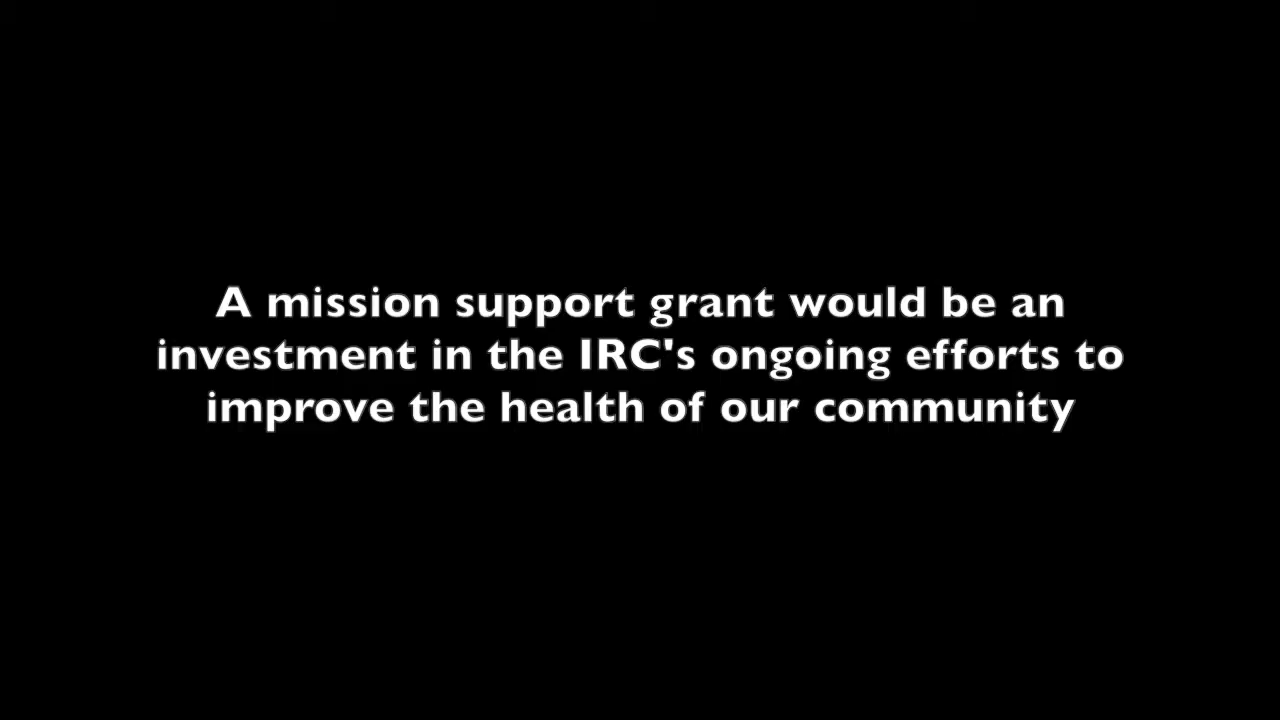 A mission support grant would be an
investment in the IRC's ongoing efforts to
improve the health of our community